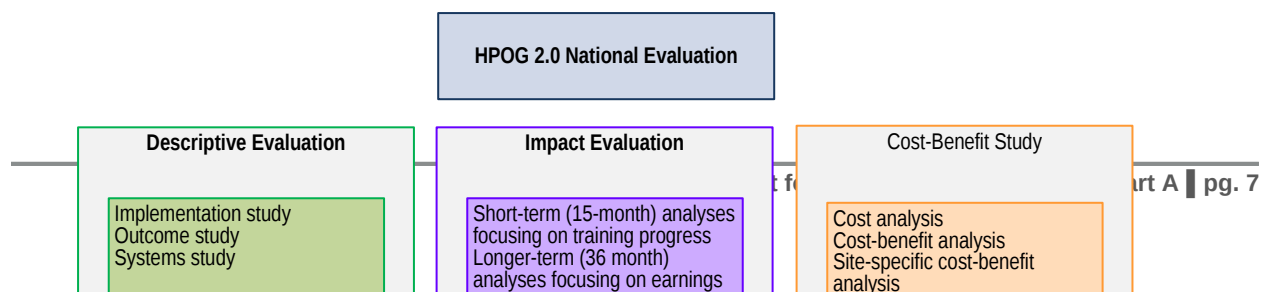 HPOG 2.0 National Evaluation
Descriptive Evaluation
Implementation study
Outcome study
Systems study
Impact Evaluation
Short-term (15-month) analyses
focusing on training progress
Longer-term (36 month)
analyses focusing on earnings
Cost-Benefit Study
Cost analysis
Cost-benefit analysis
Site-specific cost-benefit
analysis
A ▌pg. 7